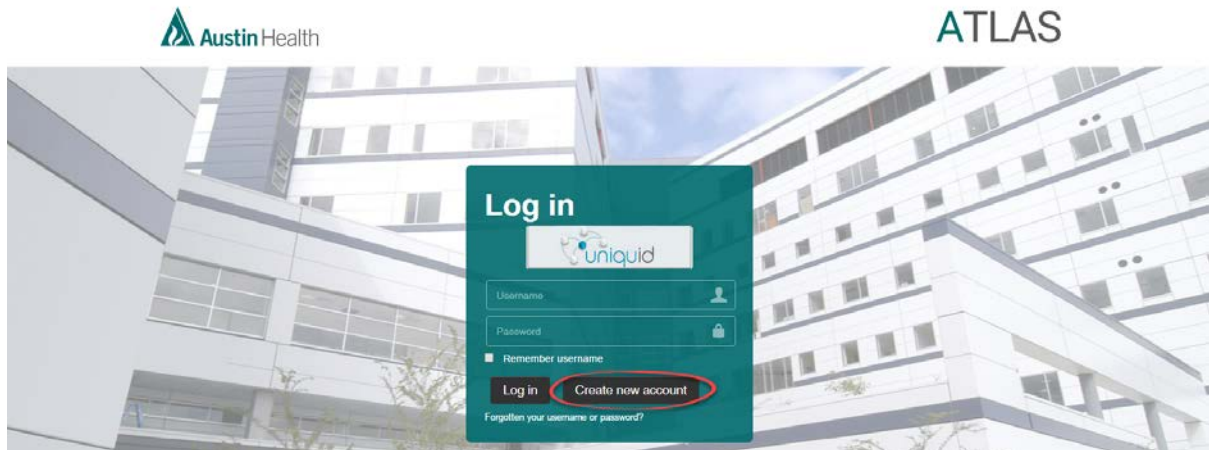 Austin Health
ATLAS
Log in
uniquid
Username
Password
Remember username
Log in Create new account
Forgotten your username or password?